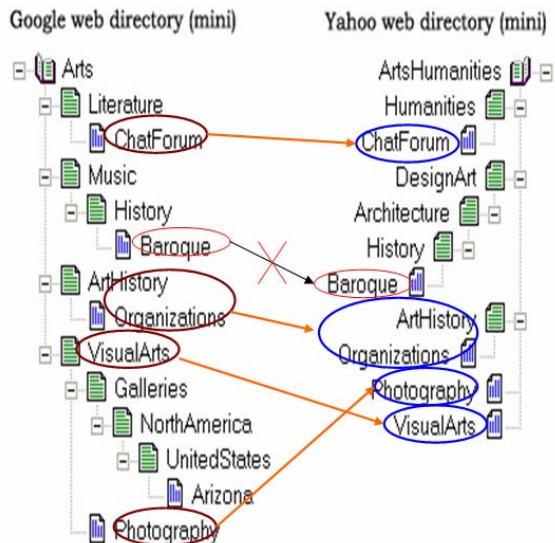 Google web directory (mini)
Arts
Literature
ChatForum
Music
History
Baroque
ArtHistory
Organizations
VisualArts
Galleries
NorthAmerica
UnitedStates
Arizona
Photography
Yahoo web directory (mini)
ArtsHumanities
Humanities
ChatForum
DesignArt
Architecture
History
Baroque
ArtHistory
Organizations
Photography
VisualArts